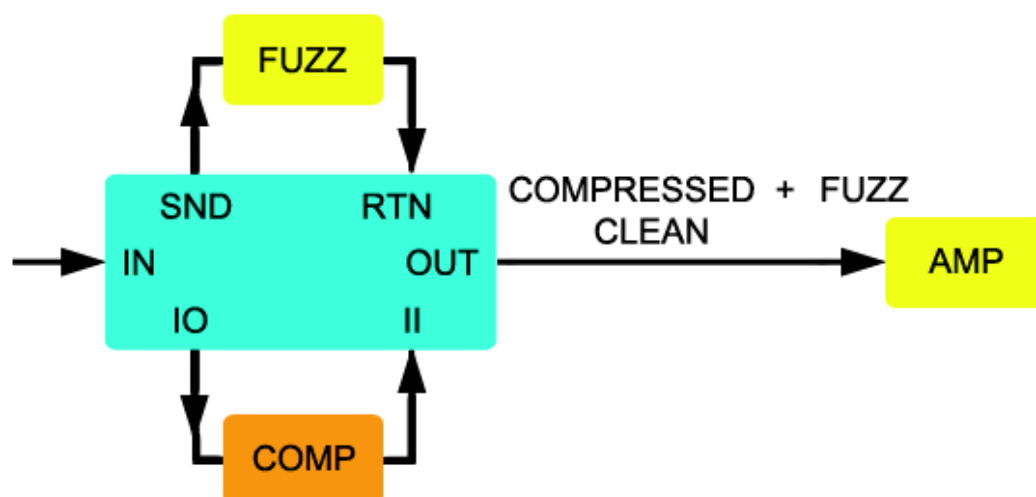 FUZZ
SND RTN
COMPRESSED + FUZZ
CLEAN
IN OUT
AMP
IO II
COMP